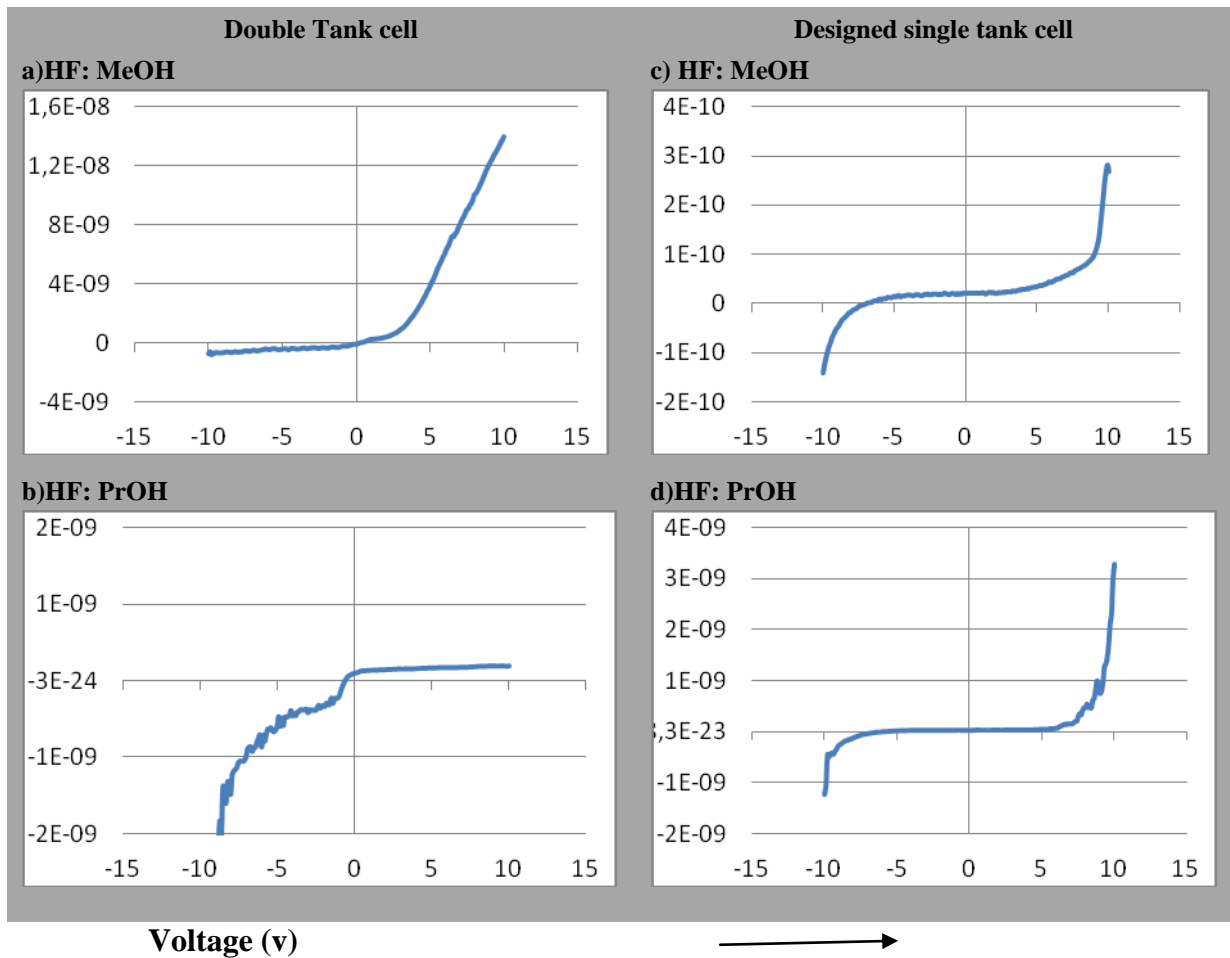 Double Tank cell
Designed single tank cell
a)HF: MeOH
1,6E-08
1,2E-08
8E-09
4E-09
0
-4E-09
-15 -10 -5 0 5 10 15
c) HF: MeOH
4E-10
3E-10
2E-10
1E-10
0
-1E-10
-2E-10
-15 -10 -5 0 5 10 15
b)HF: PrOH
2E-09
1E-09
-3E-24
-1E-09
-2E-09
-15 -10 -5 0 5 10 15
d)HF: PrOH
4E-09
3E-09
2E-09
1E-09
,3E-23
-1E-09
-2E-09
-15 -10 -5 0 5 10 15
Voltage (v)